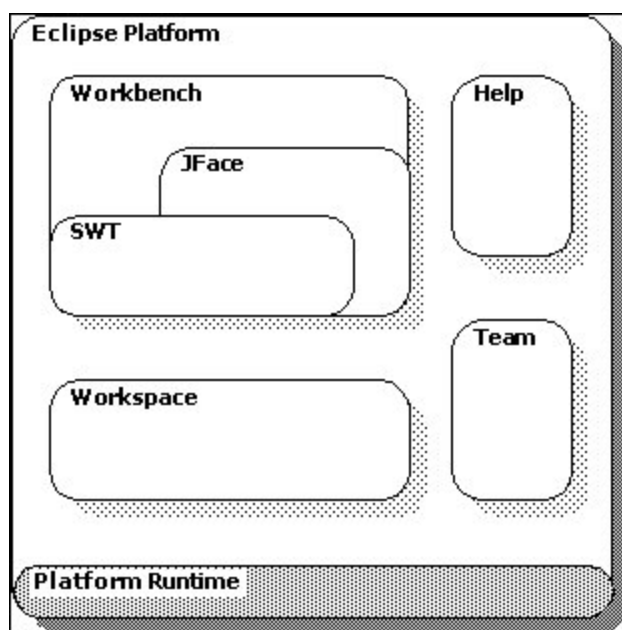 Eclipse Platform
Workbench
Help
JFace
SWT
Team
Workspace
Platform Runtime